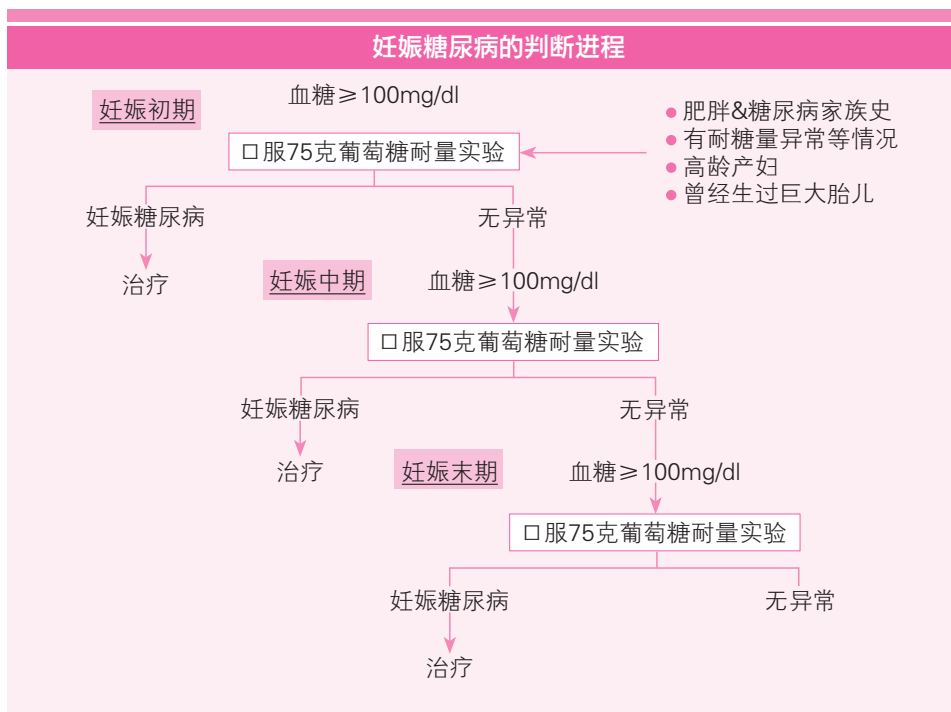 妊娠糖尿病的判断进程
血糖≥100mg/dl
妊娠初期
肥胖&糖尿病家族史
有耐糖量异常等情况
高龄产妇
曾经生过巨大胎儿
口服75克葡萄糖耐量实验
妊娠糖尿病
无异常
治疗
妊娠中期
血糖≥100mg/dl
口服75克葡萄糖耐量实验
妊娠糖尿病
无异常
治疗
妊娠末期
血糖≥100mg/dl
口服75克葡萄糖耐量实验
妊娠糖尿病
无异常
治疗